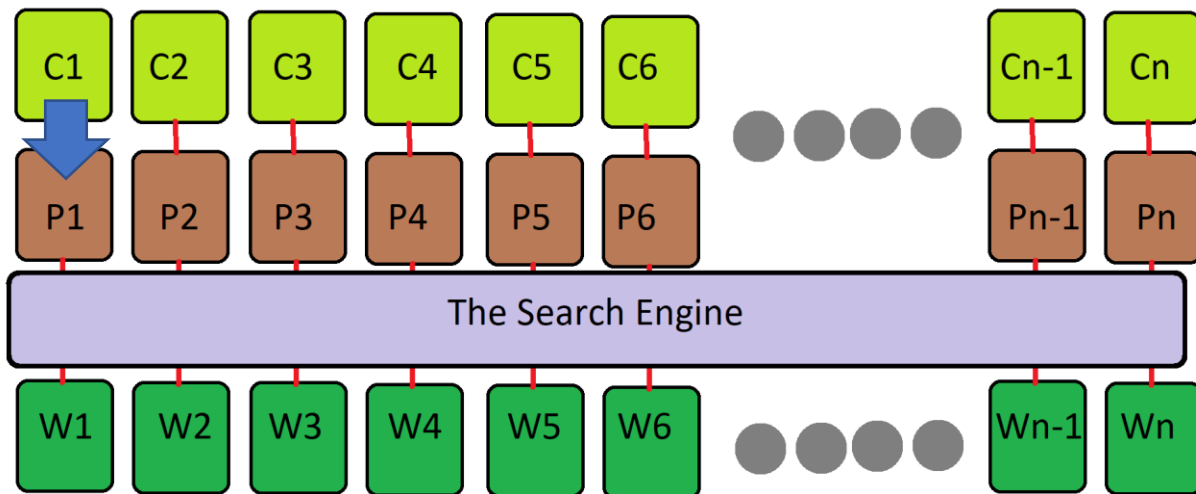 C1 C2 C3 C4 C5 C6 Cn-1 Cn
P1 P2 P3 P4 P5 P6 Pn-1 Pn
The Search Engine
W1 W2 W3 W4 W5 W6 Wn-1 Wn